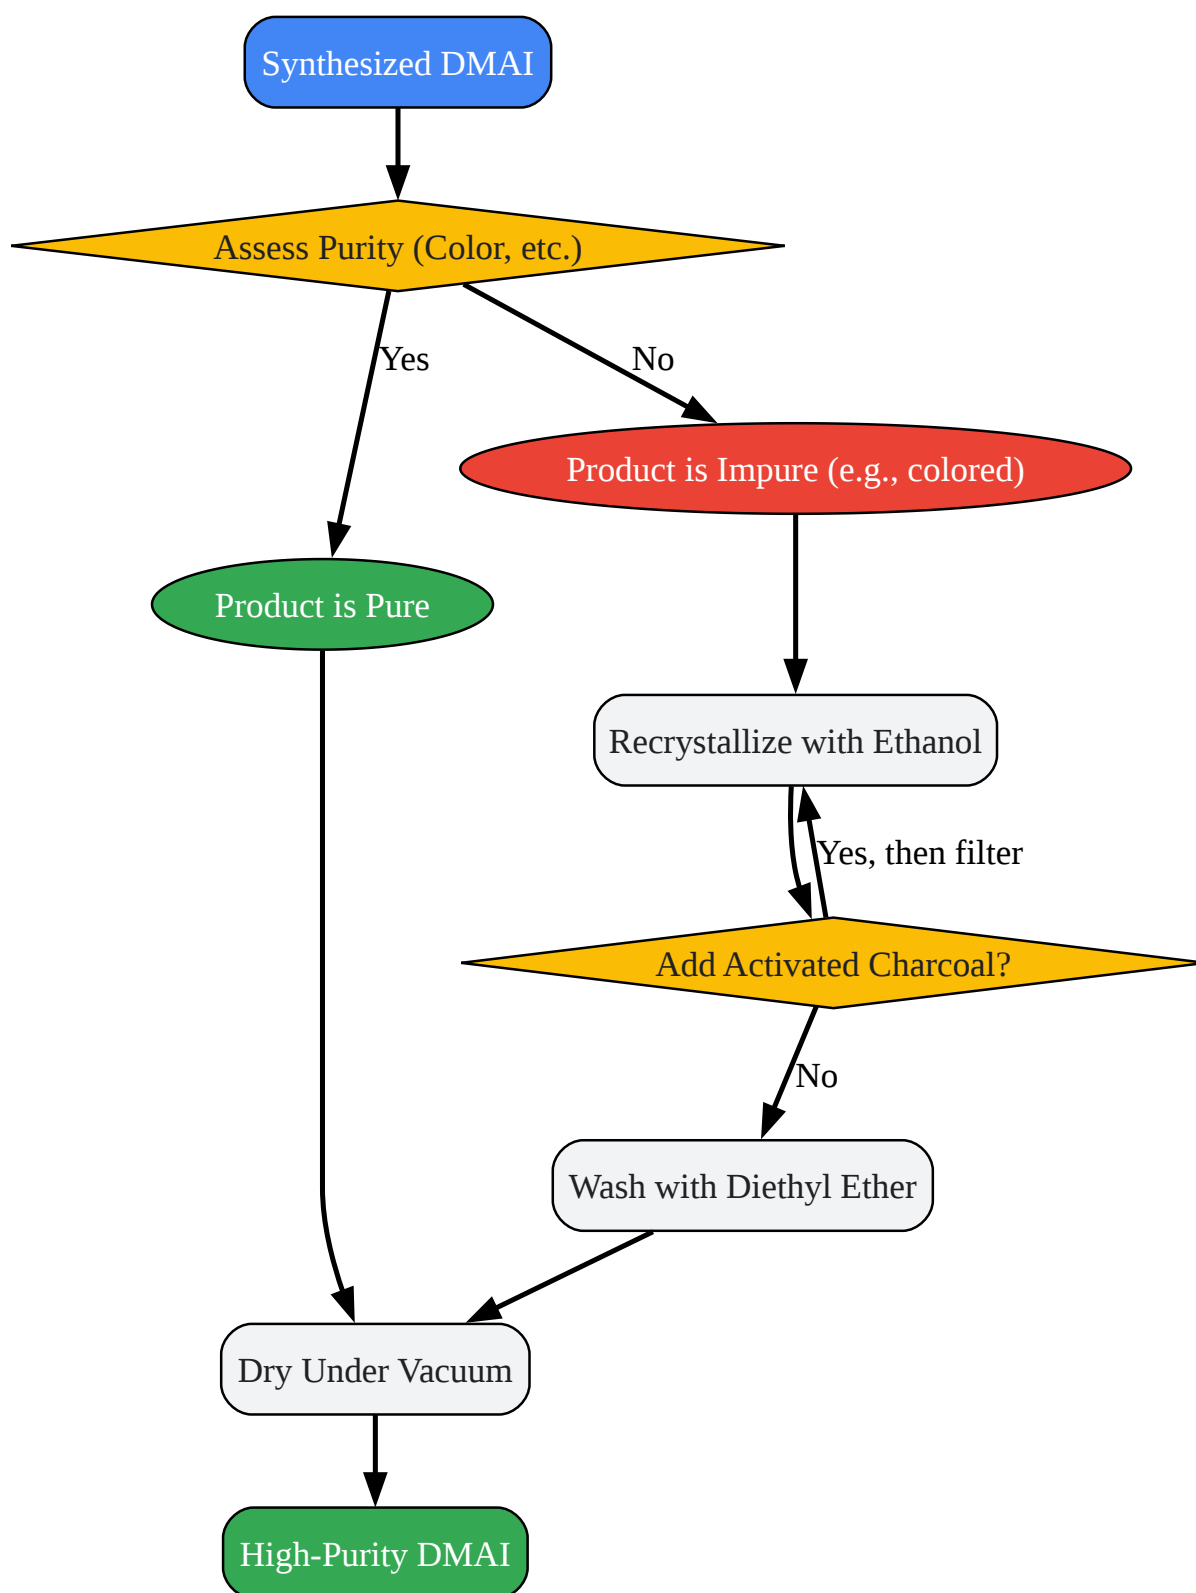 Synthesized DMAI
Assess Purity (Color, etc.)
Yes
No
Product is Impure (e.g., colored)
Product is Pure
Recrystallize with Ethanol
Yes, then filter
Add Activated Charcoal?
No
Wash with Diethyl Ether
Dry Under Vacuum
High-Purity DMAI